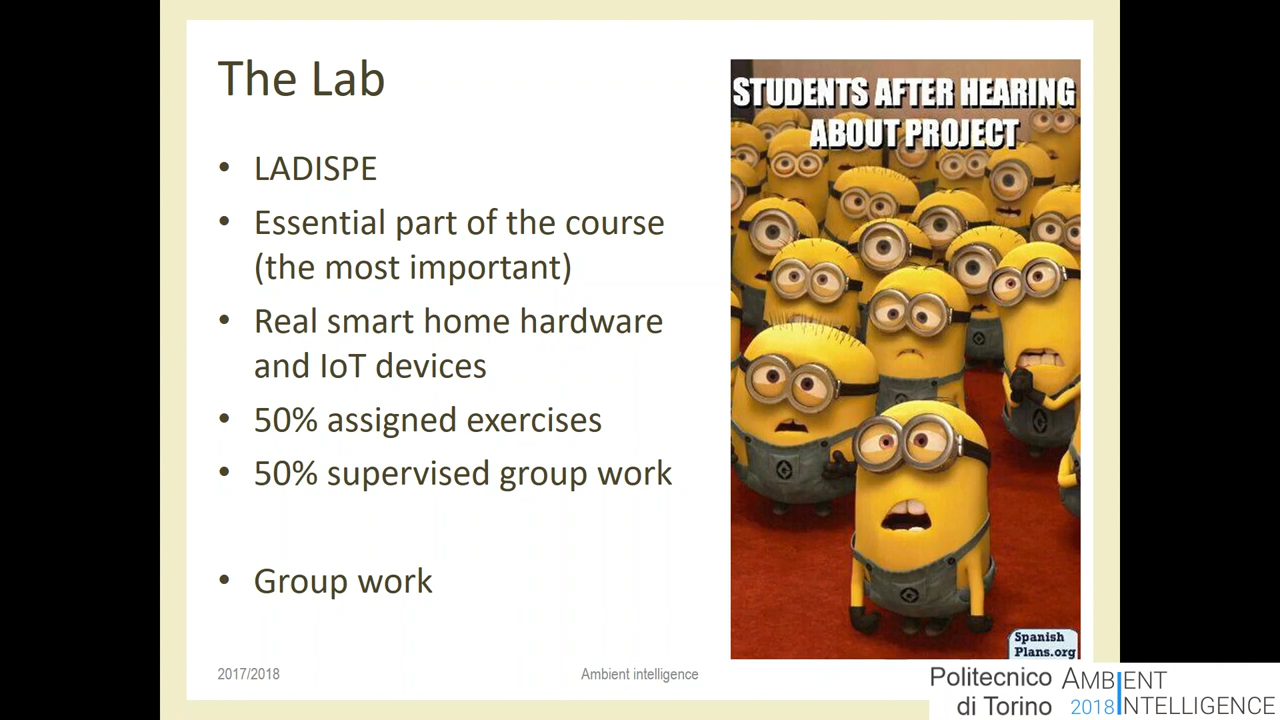 The Lab
• LADISPE
• Essential part of the course
(the most important)
• Real smart home hardware
and IoT devices
• 50% assigned exercises
• 50% supervised group work
• Group work
STUDENTS AFTER HEARING
ABOUT PROJECT
Spanish
Plans.org
2017/2018
Ambient intelligence
Politecnico
di Torino
AMBIENT
2018 INTELLIGENCE